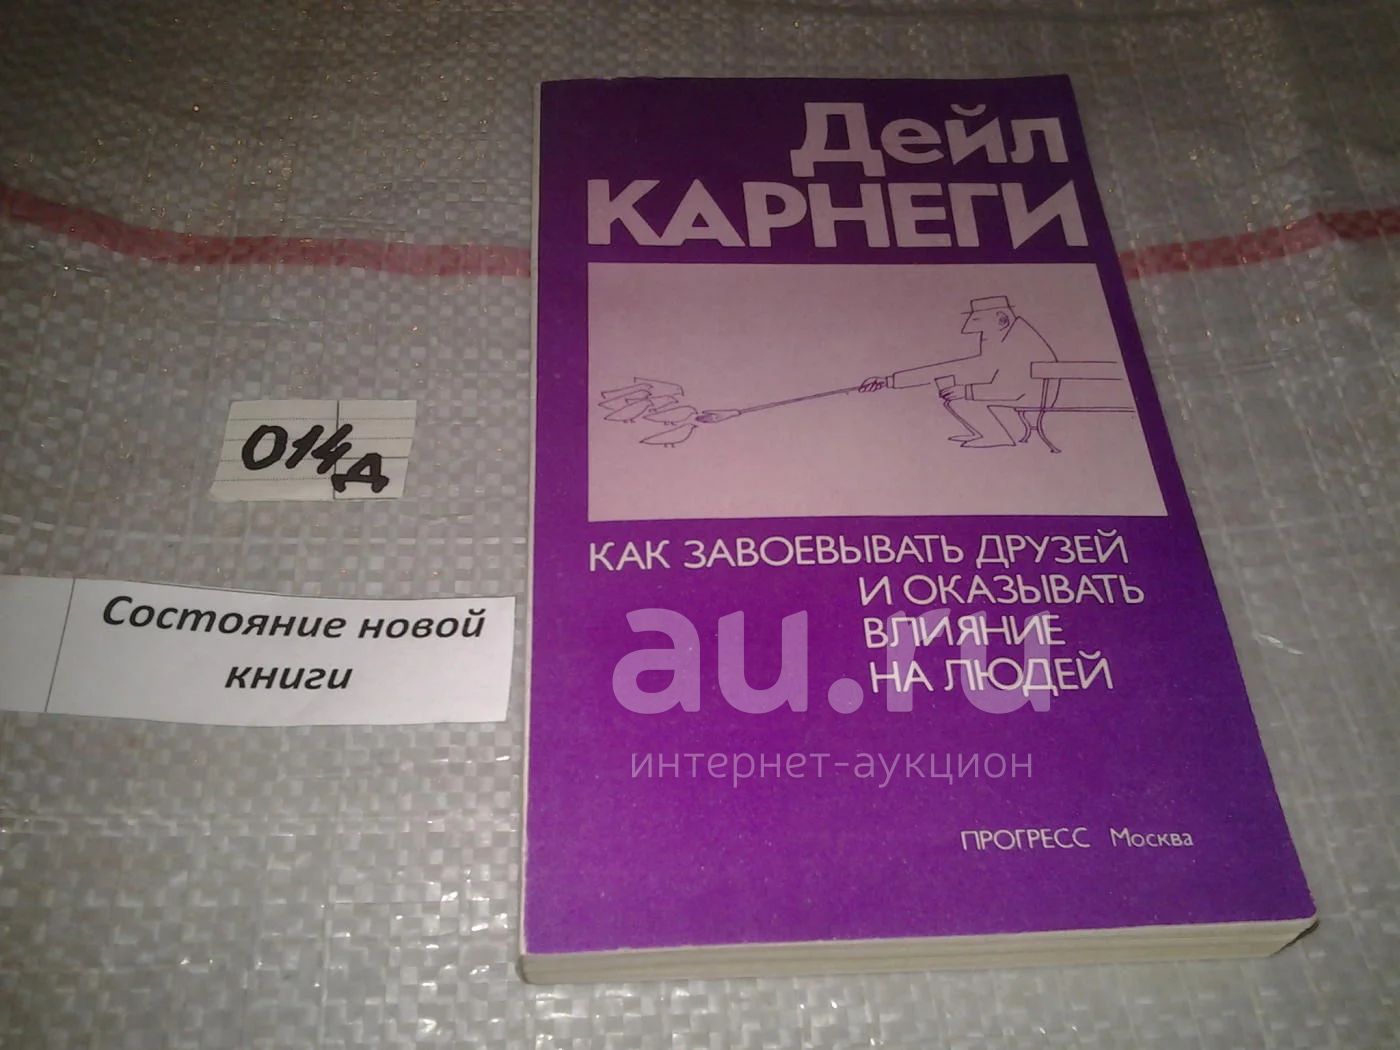 Дейл
КАРНЕГИ
КАК ЗАВОЕВЫВАТЬ ДРУЗЕЙ
И ОКАЗЫВАТЬ
ВЛИЯНИЕ
НА ЛЮДЕЙ
ПРОГРЕСС Москва
014д
Состояние новой
книги
au.ru
интернет-аукцион